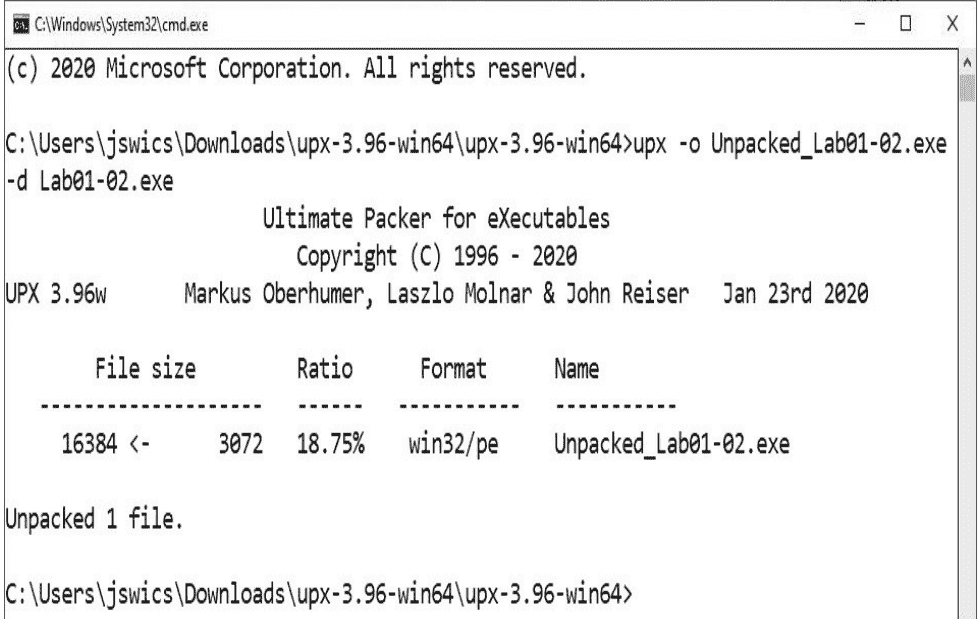 C:\Windows\System32\cmd.exe
(c) 2020 Microsoft Corporation. All rights reserved.
C:\Users\jswics\Downloads\upx-3.96-win64\upx-3.96-win64>upx -o Unpacked_Lab01-02.exe
-d Lab01-02.exe
Ultimate Packer for eXecutables
Copyright (C) 1996 - 2020
UPX 3.96w Markus Oberhumer, Laszlo Molnar & John Reiser Jan 23rd 2020
File size Ratio Format Name
-------------------- ------ ----------- -----------
16384 <- 3072 18.75% win32/pe Unpacked_Lab01-02.exe
Unpacked 1 file.
C:\Users\jswics\Downloads\upx-3.96-win64\upx-3.96-win64>